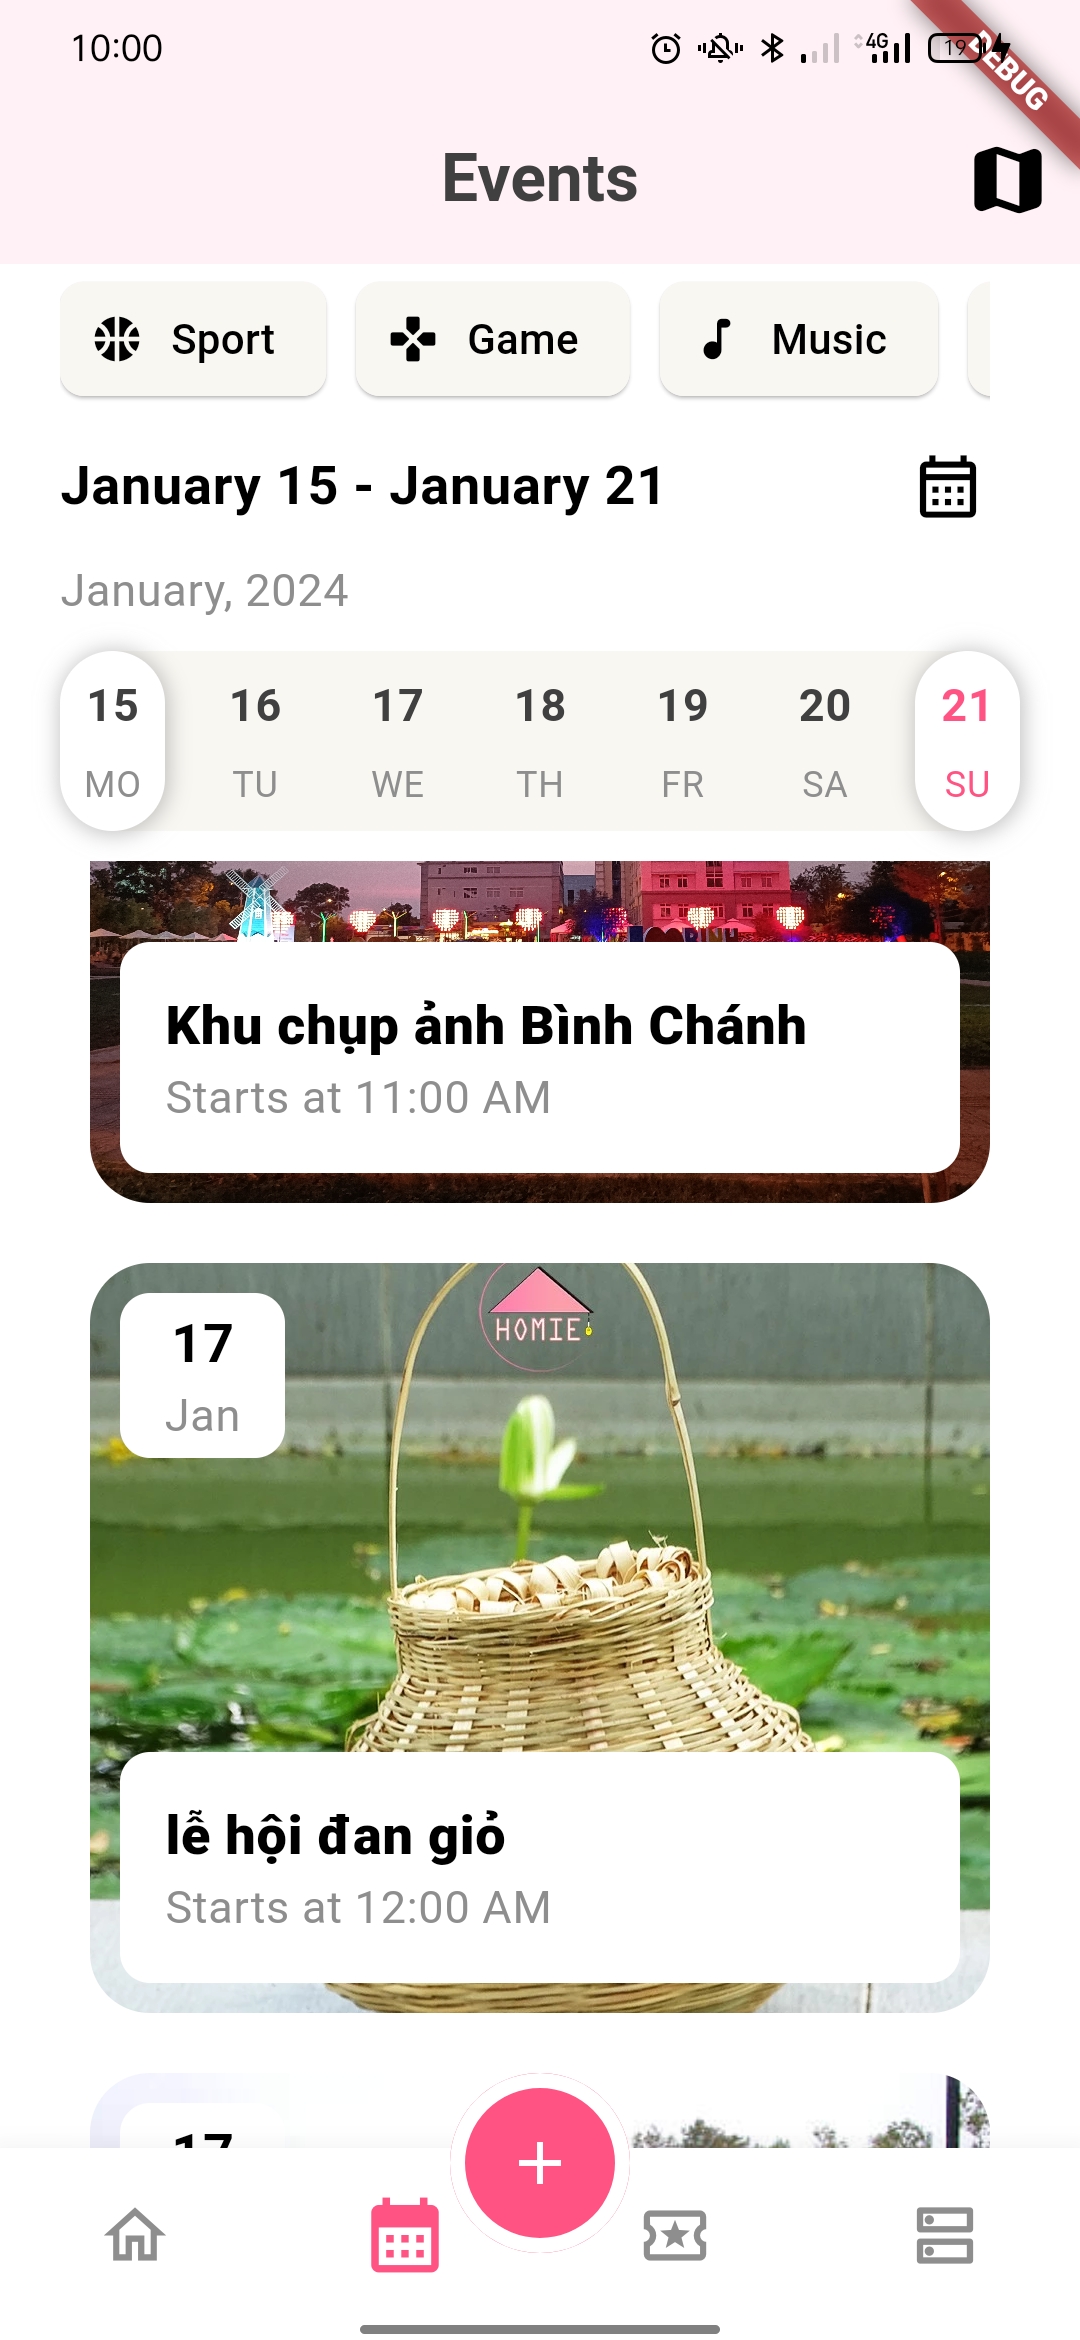 10:00
4G
19
DEBUG
Events
Sport
Game
Music
January 15 - January 21
January, 2024
15 16 17 18 19 20 21
MO TU WE TH FR SA SU
BÌNH
Khu chụp ảnh Bình Chánh
Starts at 11:00 AM
HOMIE
17
Jan
lễ hội đan giỏ
Starts at 12:00 AM
17